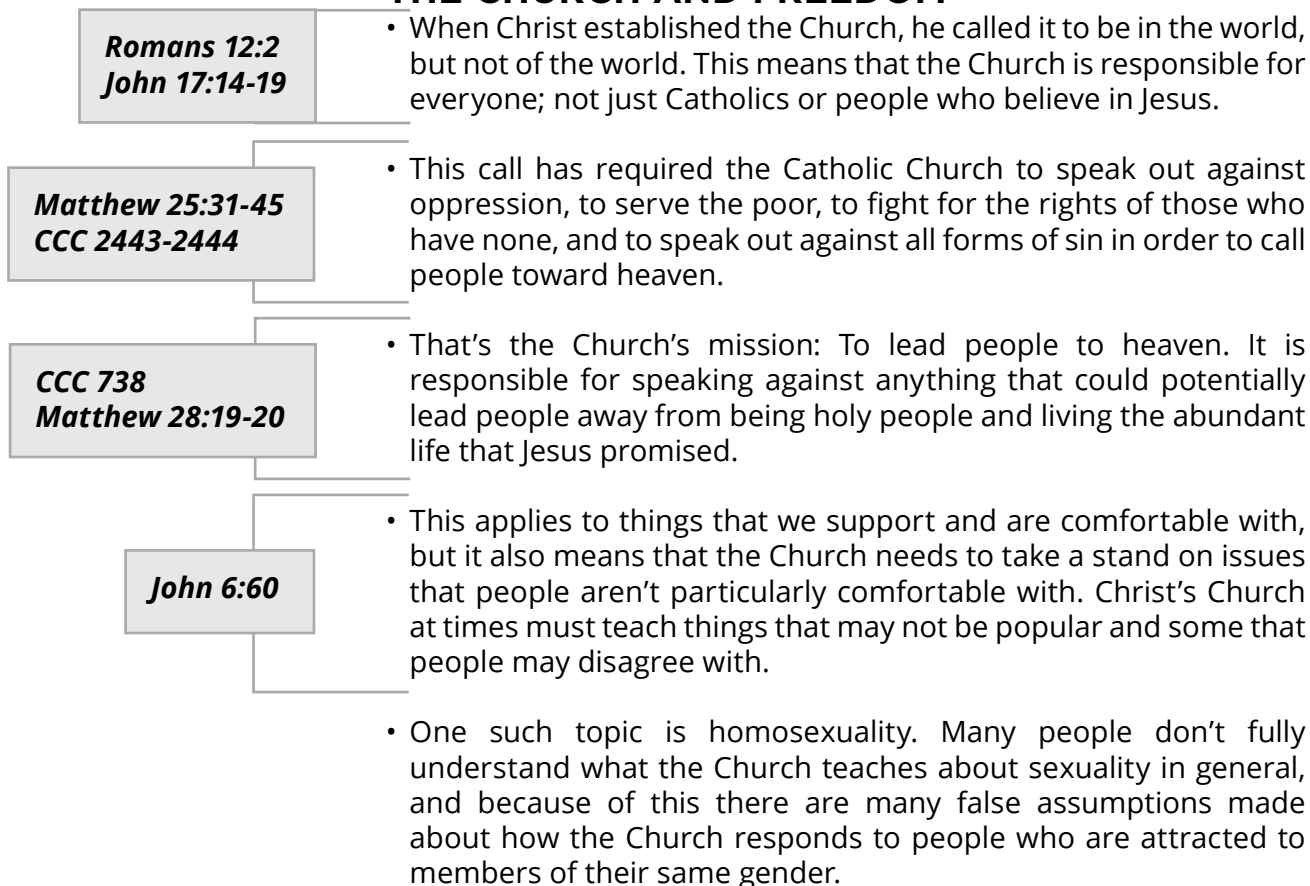 THE CHURCH AND FREEDOM
Romans 12:2
John 17:14-19
• When Christ established the Church, he called it to be in the world,
but not of the world. This means that the Church is responsible for
everyone; not just Catholics or people who believe in Jesus.
Matthew 25:31-45
CCC 2443-2444
• This call has required the Catholic Church to speak out against
oppression, to serve the poor, to fight for the rights of those who
have none, and to speak out against all forms of sin in order to call
people toward heaven.
CCC 738
Matthew 28:19-20
• That's the Church's mission: To lead people to heaven. It is
responsible for speaking against anything that could potentially
lead people away from being holy people and living the abundant
life that Jesus promised.
John 6:60
• This applies to things that we support and are comfortable with,
but it also means that the Church needs to take a stand on issues
that people aren't particularly comfortable with. Christ's Church
at times must teach things that may not be popular and some that
people may disagree with.
• One such topic is homosexuality. Many people don't fully
understand what the Church teaches about sexuality in general,
and because of this there are many false assumptions made
about how the Church responds to people who are attracted to
members of their same gender.